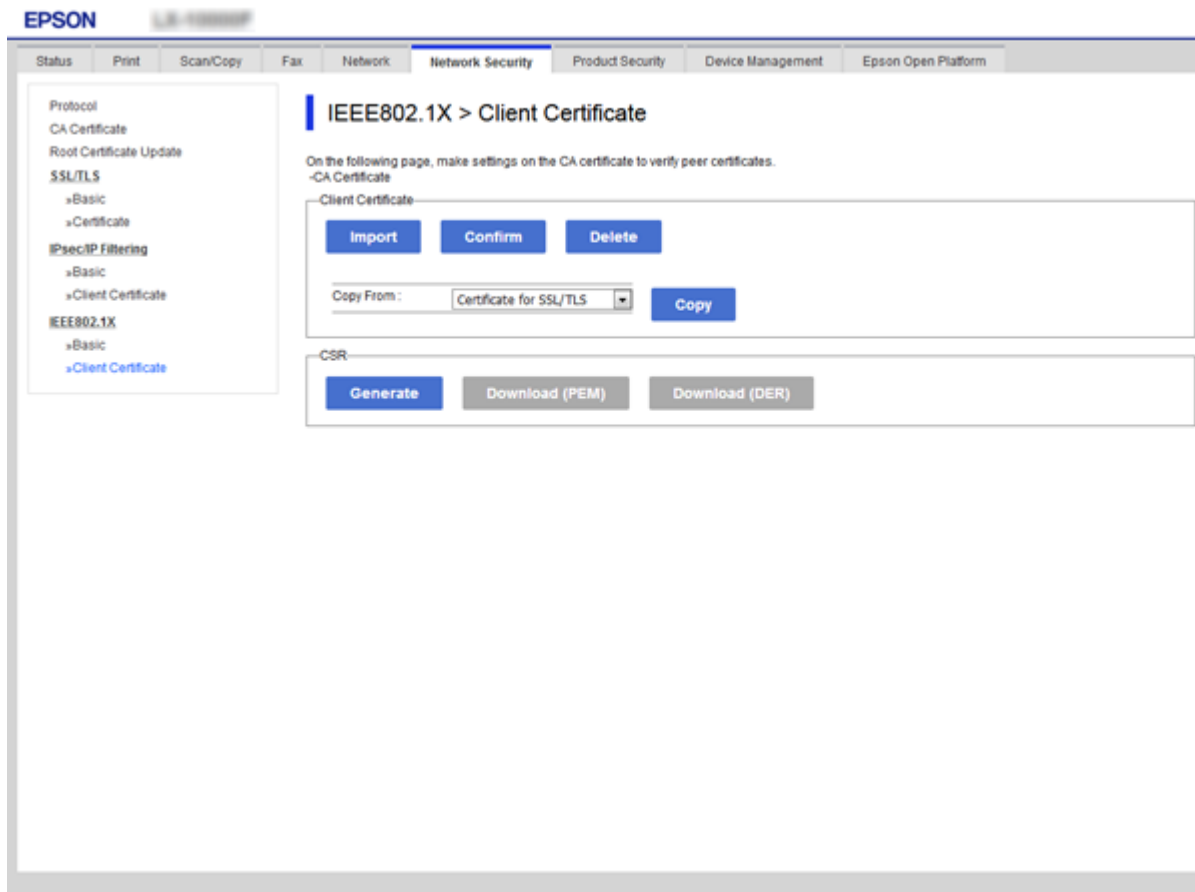 EPSON
Status Print Scan/Copy Fax Network Network Security Product Security Device Management Epson Open Platform
Protocol
CA Certificate
Root Certificate Update
SSL/TLS
»Basic
»Certificate
IPsec/IP Filtering
»Basic
»Client Certificate
IEEE802.1X
»Basic
»Client Certificate
IEEE802.1X > Client Certificate
On the following page, make settings on the CA certificate to verify peer certificates.
-CA Certificate
Client Certificate
Import Confirm Delete
Copy From : Certificate for SSL/TLS Copy
CSR
Generate Download (PEM) Download (DER)